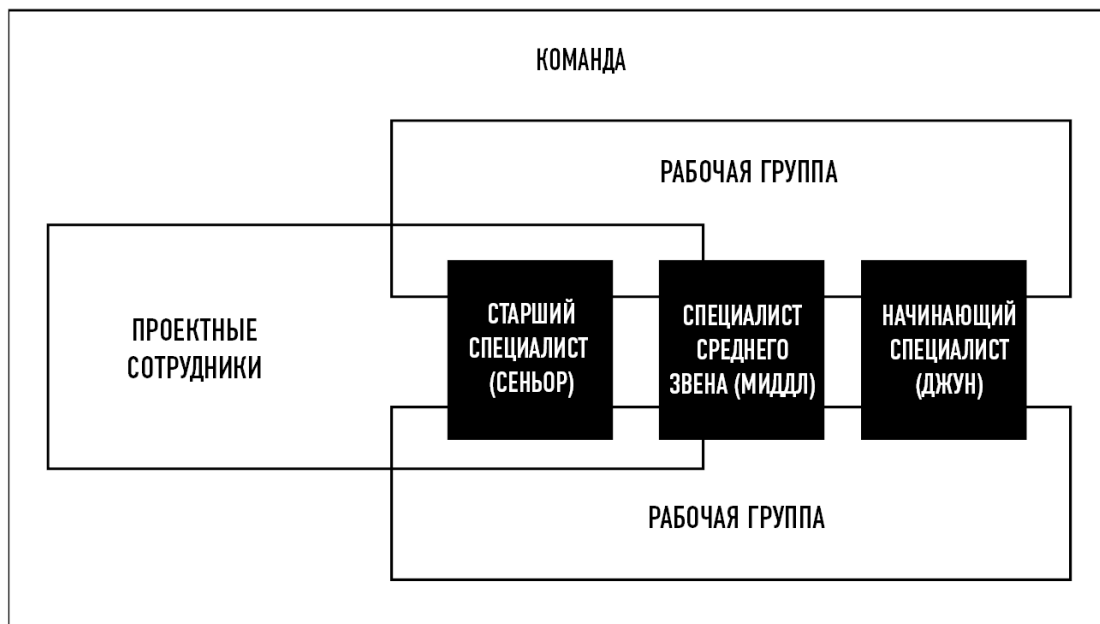 КОМАНДА
РАБОЧАЯ ГРУППА
ПРОЕКТНЫЕ
СОТРУДНИКИ
СТАРШИЙ
СПЕЦИАЛИСТ
(СЕНЬОР)
СПЕЦИАЛИСТ
СРЕДНЕГО
ЗВЕНА (МИДДЛ)
НАЧИНАЮЩИЙ
СПЕЦИАЛИСТ
(ДЖУН)
РАБОЧАЯ ГРУППА